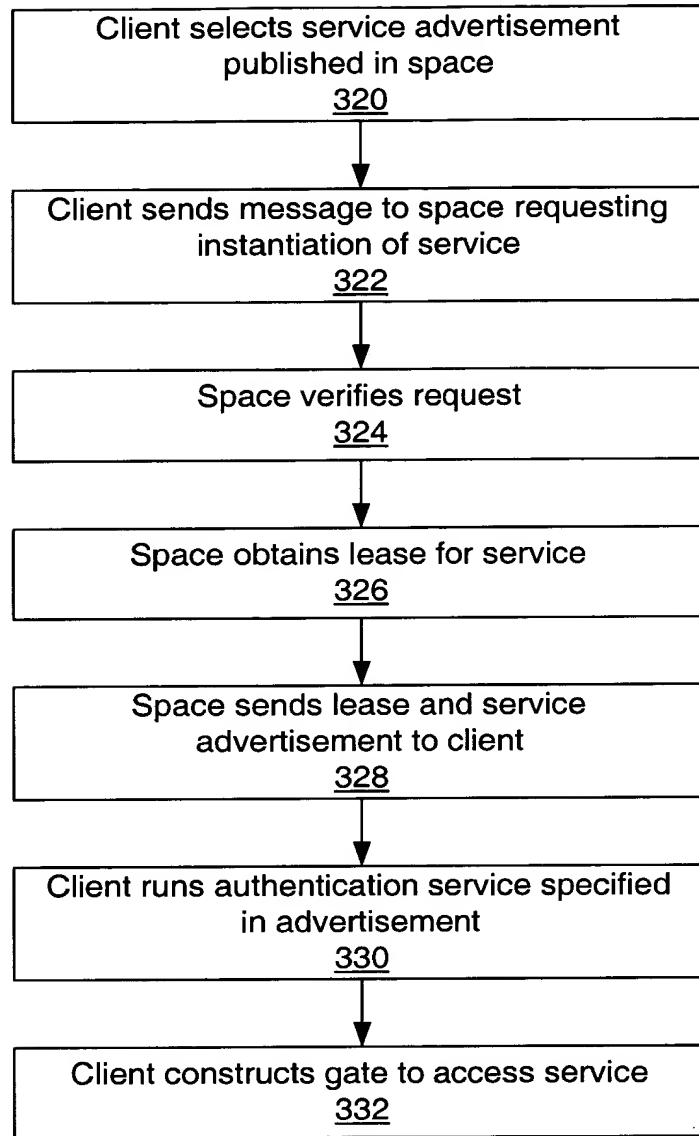 Client selects service advertisement
published in space
320
Client sends message to space requesting
instantiation of service
322
Space verifies request
324
Space obtains lease for service
326
Space sends lease and service
advertisement to client
328
Client runs authentication service specified
in advertisement
330
Client constructs gate to access service
332